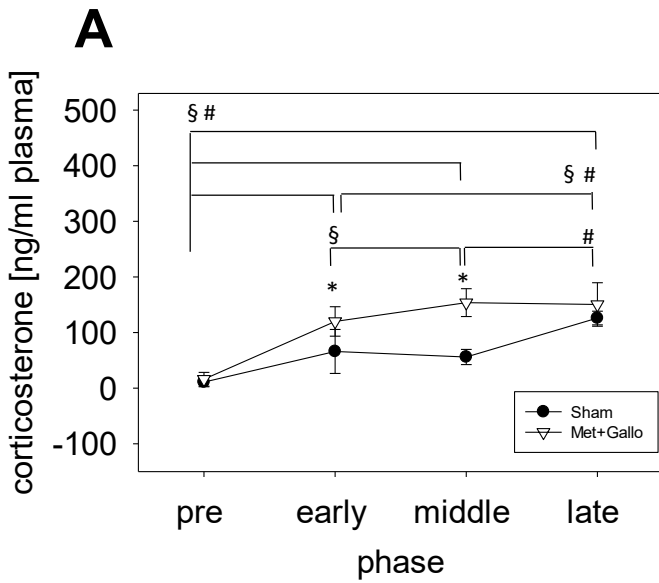 A
corticosterone [ng/ml plasma]
500
§ #
400
§ #
300
§
#
200
*
*
100
0
-100
Sham
Met+Gallo
pre early middle late
phase